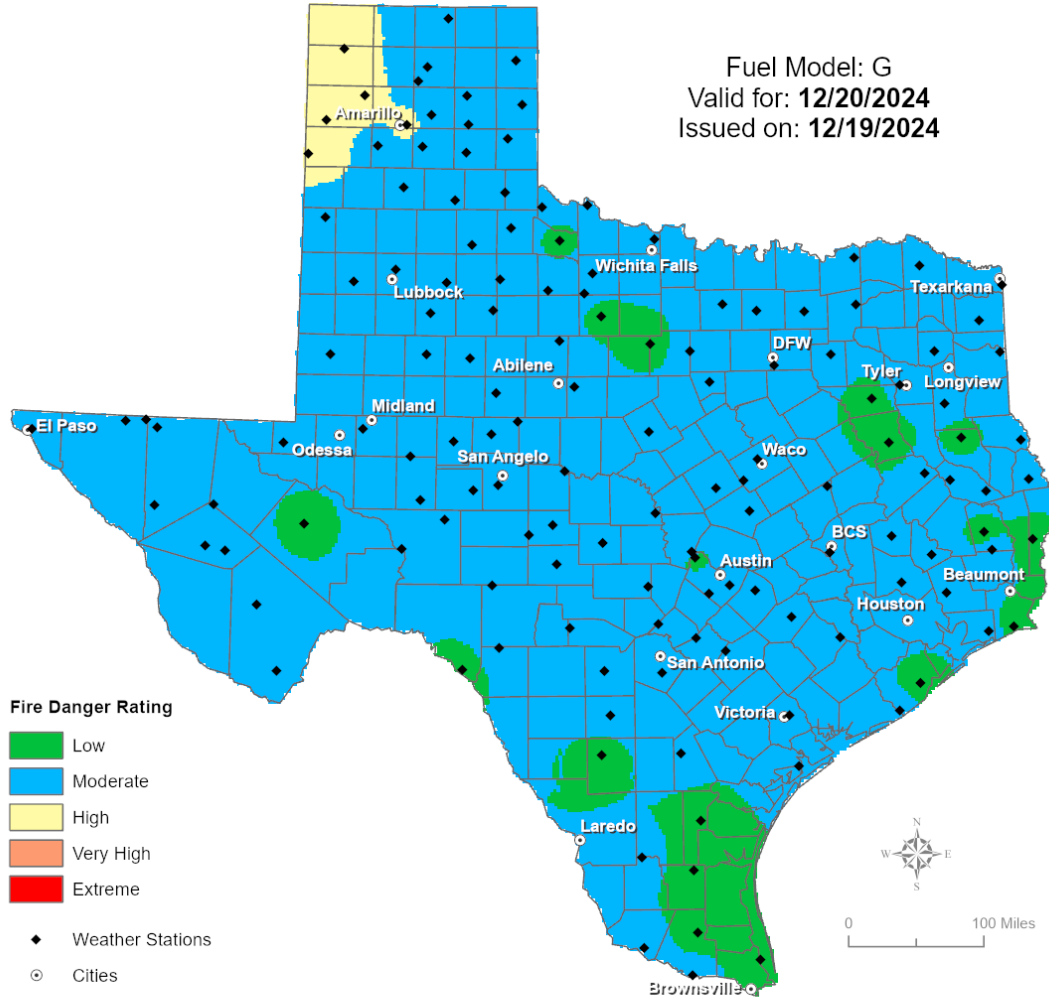 Fuel Model: G
Valid for: 12/20/2024
Issued on: 12/19/2024
Amarillo
Wichita Falls
Lubbock
Texarkana
DFW
Abilene
Tyler
Longview
Midland
El Paso
Odessa
San Angelo
Waco
BCS
Austin
Beaumont
Houston
San Antonio
Victoria
Laredo
Brownsville
Fire Danger Rating
Low
Moderate
High
Very High
Extreme
Weather Stations
Cities
N
W E
S
0 100 Miles